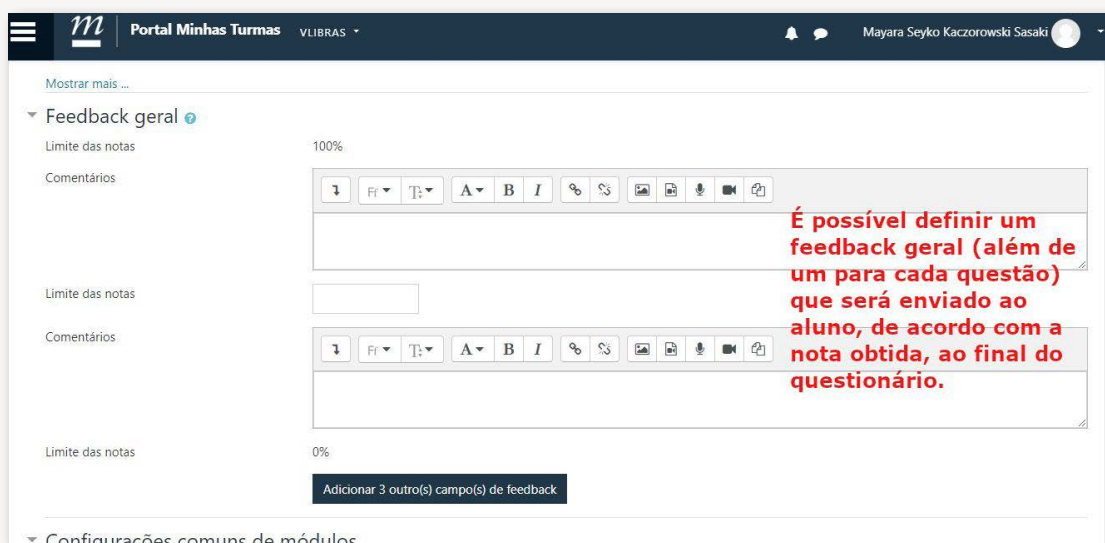 m Portal Minhas Turmas VLIBRAS Mayara Seyko Kaczorowski Sasaki
Mostrar mais ...
Feedback geral
Limite das notas 100%
Comentários
A B I
É possível definir um
feedback geral (além de
um para cada questão)
que será enviado ao
aluno, de acordo com a
nota obtida, ao final do
questionário.
Limite das notas
Comentários
A B I
Limite das notas 0%
Adicionar 3 outro(s) campo(s) de feedback
Configurações comuns de módulos